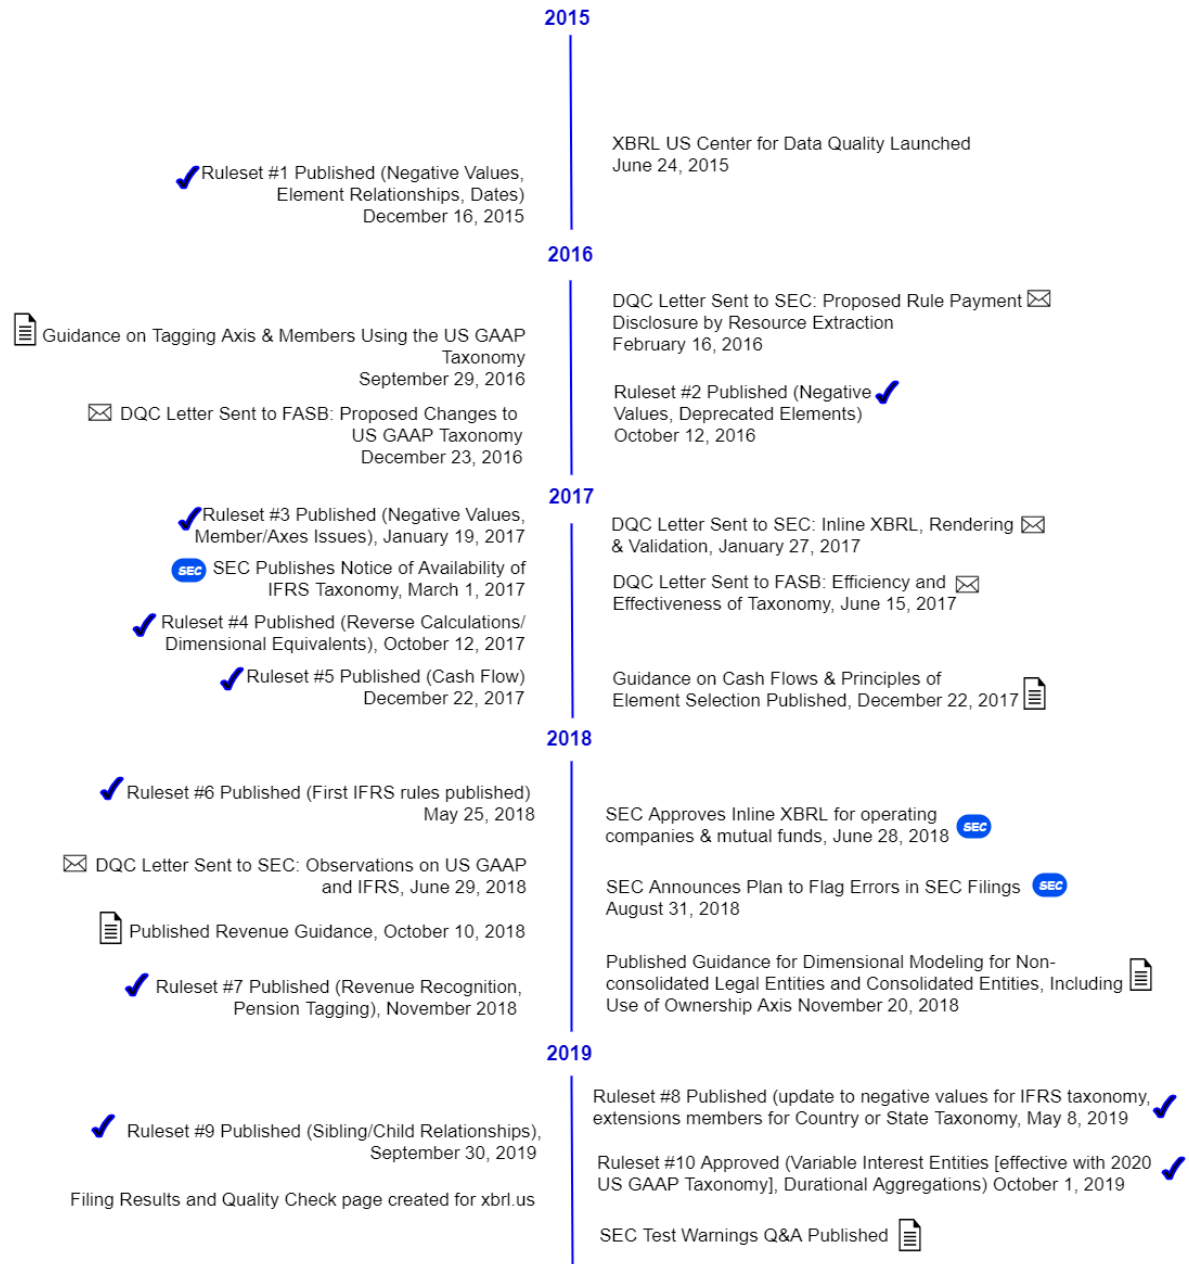 2015
XBRL US Center for Data Quality Launched
June 24, 2015
Ruleset #1 Published (Negative Values,
Element Relationships, Dates)
December 16, 2015
2016
DQC Letter Sent to SEC: Proposed Rule Payment
Disclosure by Resource Extraction
February 16, 2016
Guidance on Tagging Axis & Members Using the US GAAP
Taxonomy
September 29, 2016
Ruleset #2 Published (Negative
Values, Deprecated Elements)
October 12, 2016
DQC Letter Sent to FASB: Proposed Changes to
US GAAP Taxonomy
December 23, 2016
2017
Ruleset #3 Published (Negative Values,
Member/Axes Issues), January 19, 2017
DQC Letter Sent to SEC: Inline XBRL, Rendering
& Validation, January 27, 2017
SEC
SEC Publishes Notice of Availability of
IFRS Taxonomy, March 1, 2017
DQC Letter Sent to FASB: Efficiency and
Effectiveness of Taxonomy, June 15, 2017
Ruleset #4 Published (Reverse Calculations/
Dimensional Equivalents), October 12, 2017
Ruleset #5 Published (Cash Flow)
December 22, 2017
Guidance on Cash Flows & Principles of
Element Selection Published, December 22, 2017
2018
Ruleset #6 Published (First IFRS rules published)
May 25, 2018
SEC Approves Inline XBRL for operating
companies & mutual funds, June 28, 2018
SEC
DQC Letter Sent to SEC: Observations on US GAAP
and IFRS, June 29, 2018
SEC Announces Plan to Flag Errors in SEC Filings
August 31, 2018
SEC
Published Revenue Guidance, October 10, 2018
Ruleset #7 Published (Revenue Recognition,
Pension Tagging), November 2018
Published Guidance for Dimensional Modeling for Non-
consolidated Legal Entities and Consolidated Entities, Including
Use of Ownership Axis November 20, 2018
2019
Ruleset #8 Published (update to negative values for IFRS taxonomy,
extensions members for Country or State Taxonomy, May 8, 2019
Ruleset #9 Published (Sibling/Child Relationships),
September 30, 2019
Ruleset #10 Approved (Variable Interest Entities [effective with 2020
US GAAP Taxonomy], Durational Aggregations) October 1, 2019
Filing Results and Quality Check page created for xbrl.us
SEC Test Warnings Q&A Published